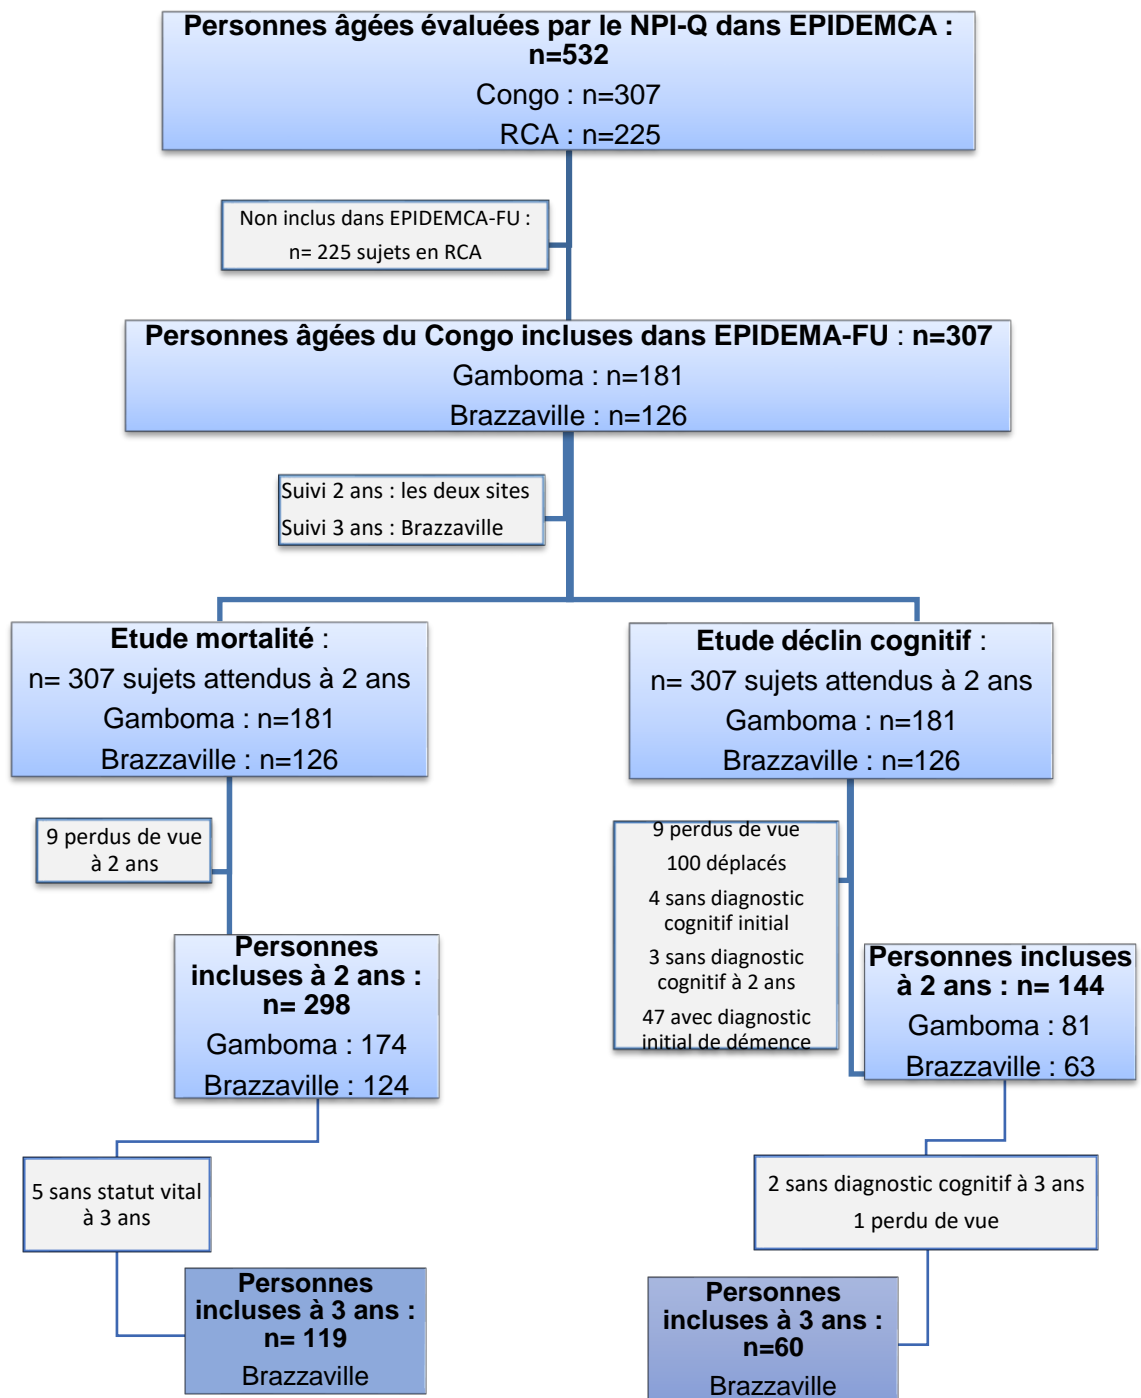 Personnes âgées évaluées par le NPI-Q dans EPIDEMCA :
n=532
Congo : n=307
RCA : n=225
Non inclus dans EPIDEMCA-FU :
n= 225 sujets en RCA
Personnes âgées du Congo incluses dans EPIDEMA-FU : n=307
Gamboma : n=181
Brazzaville : n=126
Suivi 2 ans : les deux sites
Suivi 3 ans : Brazzaville
Etude mortalité :
n= 307 sujets attendus à 2 ans
Gamboma : n=181
Brazzaville : n=126
Etude déclin cognitif :
n= 307 sujets attendus à 2 ans
Gamboma : n=181
Brazzaville : n=126
9 perdus de vue
à 2 ans
9 perdus de vue
100 déplacés
4 sans diagnostic
cognitif initial
3 sans diagnostic
cognitif à 2 ans
47 avec diagnostic
initial de démence
Personnes
incluses à 2 ans :
n= 298
Gamboma : 174
Brazzaville : 124
Personnes incluses
à 2 ans : n= 144
Gamboma : 81
Brazzaville : 63
5 sans statut vital
à 3 ans
2 sans diagnostic cognitif à 3 ans
1 perdu de vue
Personnes
incluses à 3 ans :
n= 119
Brazzaville
Personnes
incluses à 3 ans :
n=60
Brazzaville